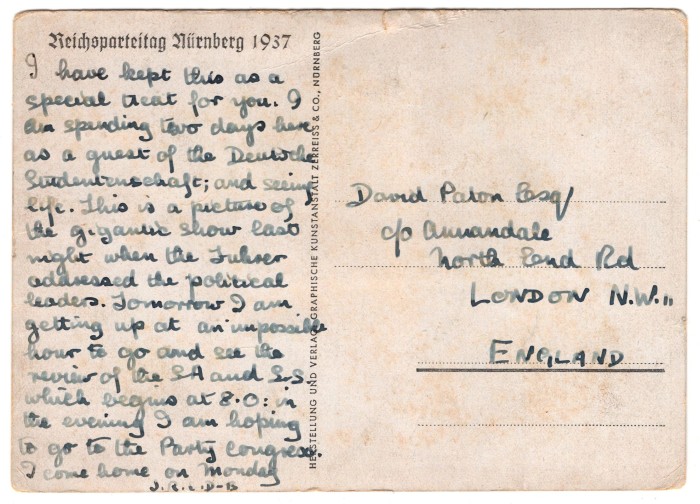 Reichsparteitag Nürnberg 1937
I have kept this as a
special treat for you. I
am spending two days here
as a guest of the Deutsche
Studentenschaft; and seeing
life. This is a picture of
the gigantic show last
night when the Fuhrer
addressed the political
leaders. Tomorrow I am
getting up at an impossible
hour to go and see the
review of the SA and S.S.
which begins at 8.0: in
the evening I am hoping
to go to the Party Congress.
I come home on Monday
J.R.L.D-B
HERSTELLUNG UND VERLAG: GRAPHISCHE KUNSTANSTALT ZERREISS & CO., NÜRNBERG
David Paton Esq/
c/o Annandale
North End Rd
LONDON N.W.11
ENGLAND